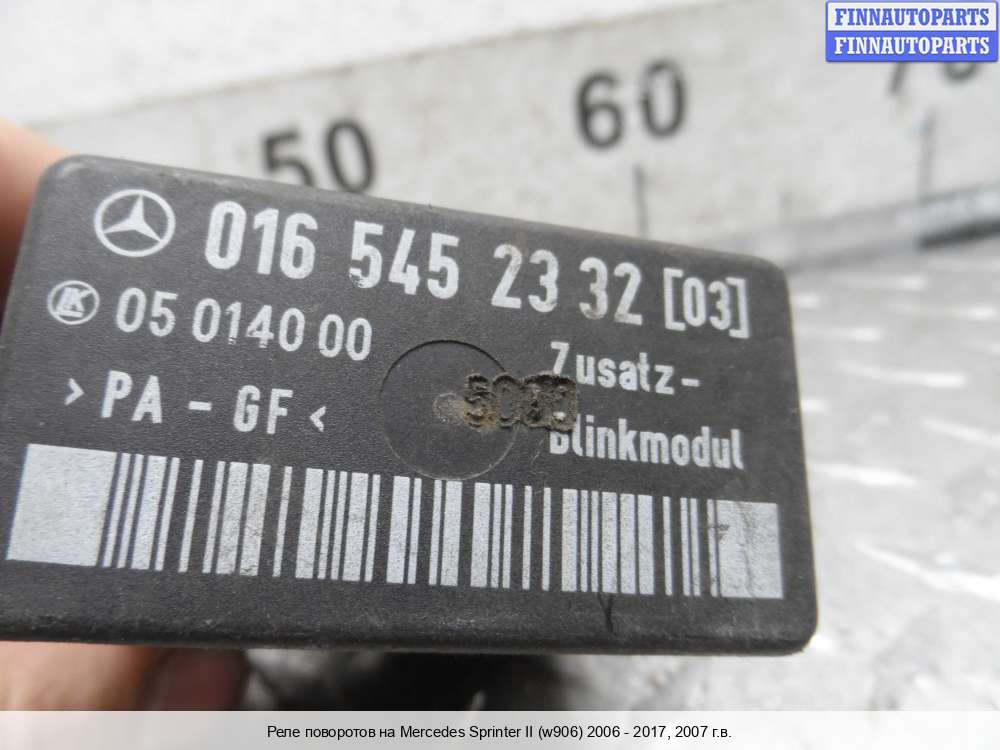 FINNAUTOPARTS
FINNAUTOPARTS
50 60
016 545 23 32 [03]
LK 05 0140 00
Zusatz-
> PA - GF <
Blinkmodul
Реле поворотов на Mercedes Sprinter II (w906) 2006 - 2017, 2007 г.в.